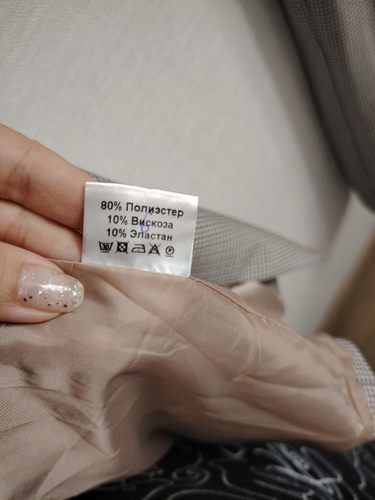 80% Полиэстер
10% Вискоза
10% Эластан